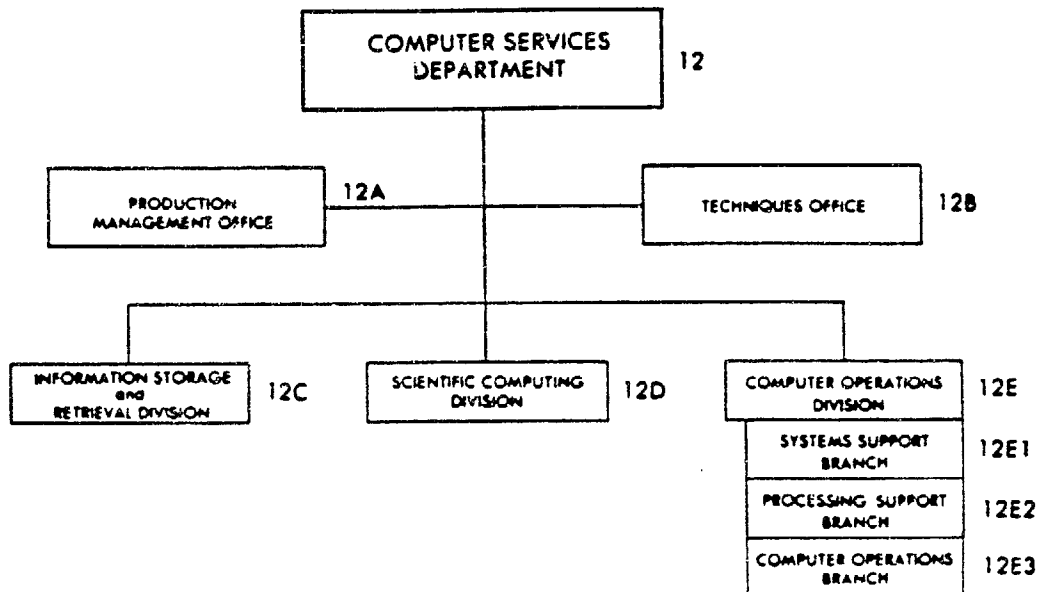 COMPUTER SERVICES
DEPARTMENT
12
PRODUCTION
MANAGEMENT OFFICE
12A
TECHNIQUES OFFICE
12B
INFORMATION STORAGE
and
RETRIEVAL DIVISION
12C
SCIENTIFIC COMPUTING
DIVISION
12D
COMPUTER OPERATIONS
DIVISION
12E
SYSTEMS SUPPORT
BRANCH
12E1
PROCESSING SUPPORT
BRANCH
12E2
COMPUTER OPERATIONS
BRANCH
12E3